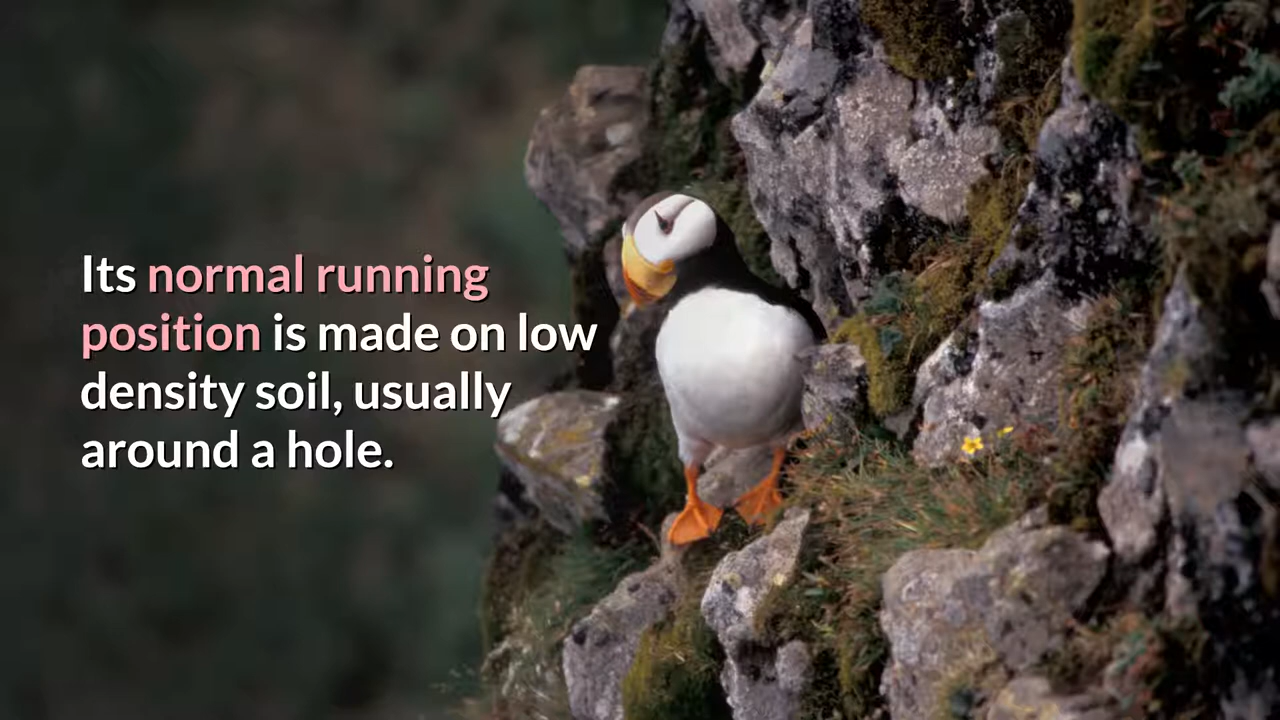 Its normal running
position is made on low
density soil, usually
around a hole.